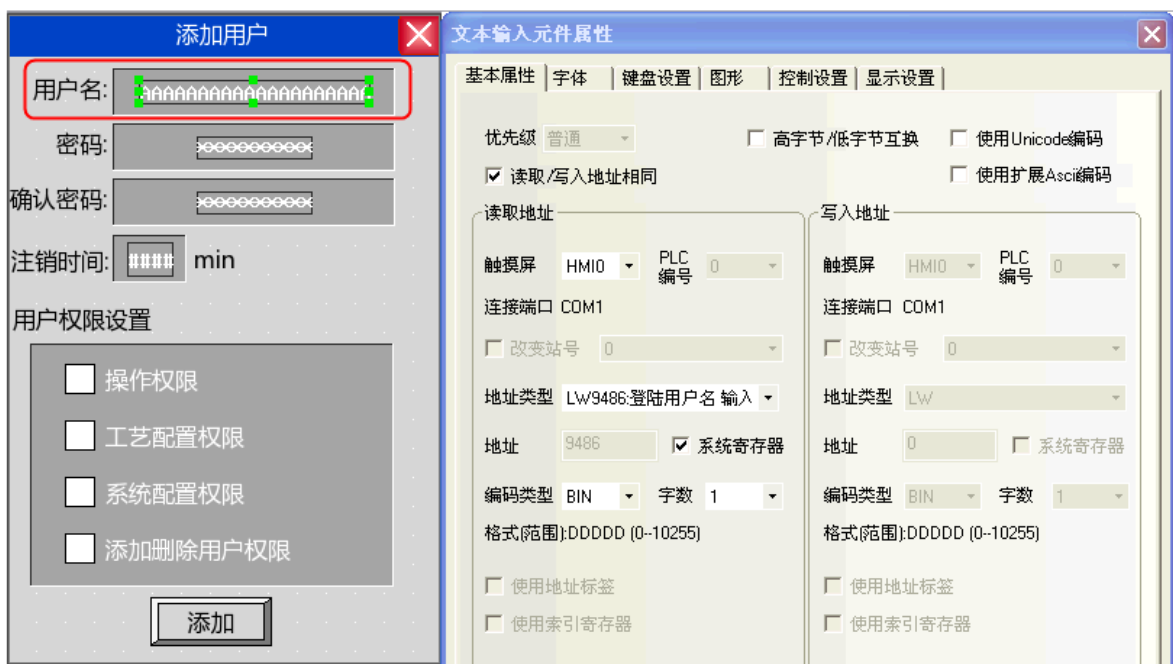 添加用户
用户名: AAAAAAAAAAAAAAAAAAAA
密码: ××××××××××
确认密码: ××××××××××
注销时间: #### min
用户权限设置
操作权限
工艺配置权限
系统配置权限
添加删除用户权限
添加
文本输入元件属性
基本属性 字体 键盘设置 图形 控制设置 显示设置
优先级 普通 高字节/低字节互换 使用Unicode编码
读取/写入地址相同 使用扩展Ascii编码
读取地址
触摸屏 HMI0 PLC编号 0
连接端口 COM1
改变站号 0
地址类型 LW9486:登陆用户名 输入
地址 9486 系统寄存器
编码类型 BIN 字数 1
格式(范围):DDDDD (0--10255)
使用地址标签
使用索引寄存器
写入地址
触摸屏 HMI0 PLC编号 0
连接端口 COM1
改变站号 0
地址类型 LW
地址 0 系统寄存器
编码类型 BIN 字数 1
格式(范围):DDDDD (0--10255)
使用地址标签
使用索引寄存器